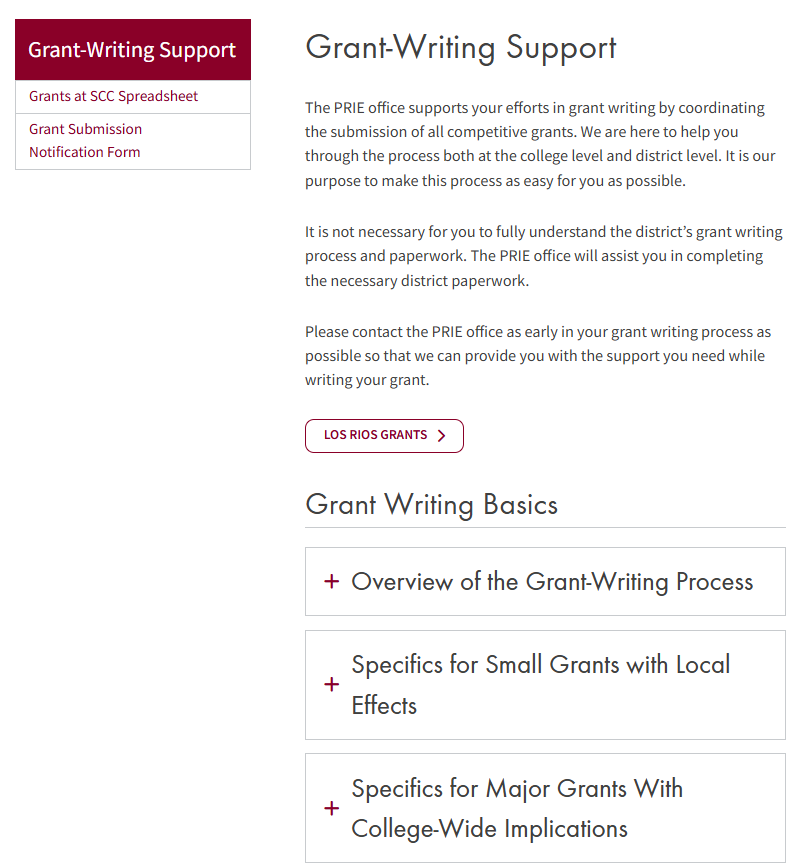 Grant-Writing Support
Grants at SCC Spreadsheet
Grant Submission
Notification Form
Grant-Writing Support
The PRIE office supports your efforts in grant writing by coordinating
the submission of all competitive grants. We are here to help you
through the process both at the college level and district level. It is our
purpose to make this process as easy for you as possible.
It is not necessary for you to fully understand the district’s grant writing
process and paperwork. The PRIE office will assist you in completing
the necessary district paperwork.
Please contact the PRIE office as early in your grant writing process as
possible so that we can provide you with the support you need while
writing your grant.
LOS RIOS GRANTS
Grant Writing Basics
Overview of the Grant-Writing Process
Specifics for Small Grants with Local
Effects
Specifics for Major Grants With
College-Wide Implications